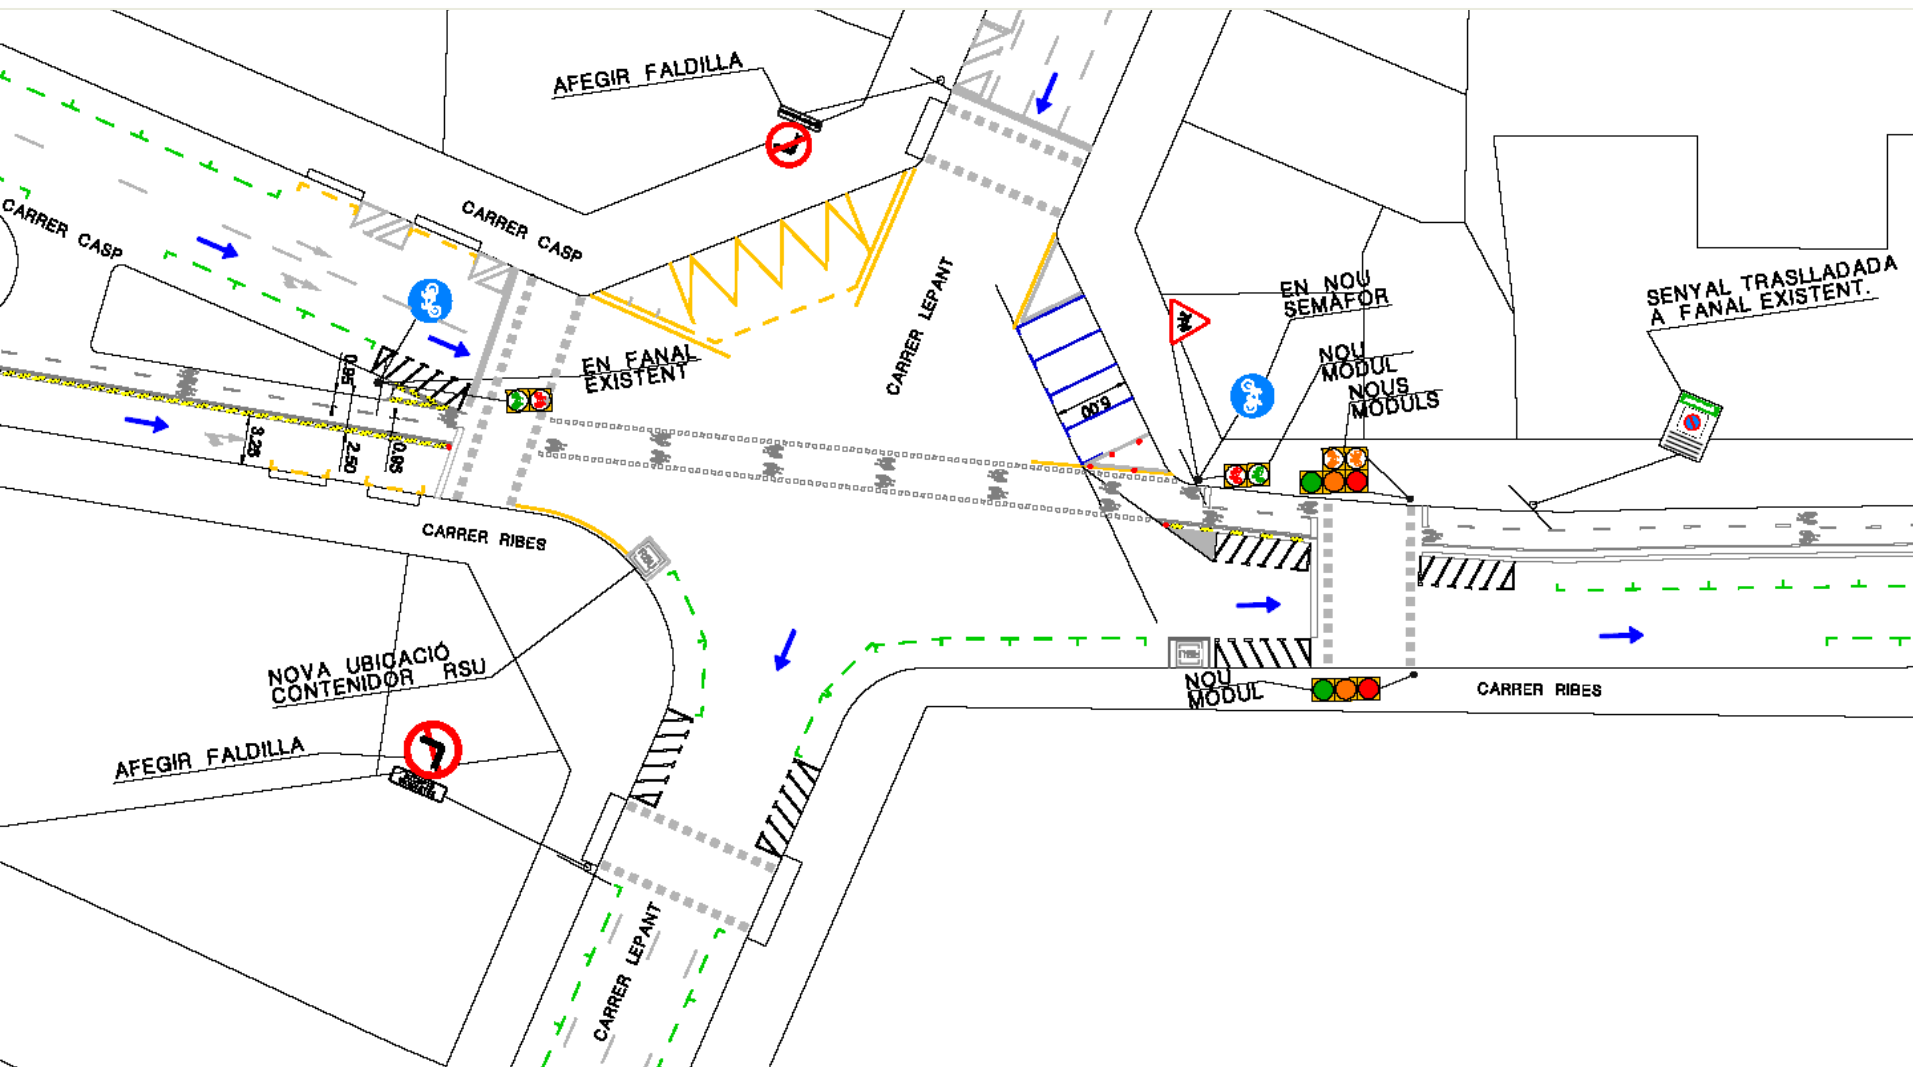 AFEGIR FALDILLA
CARRER CASP
CARRER CASP
CARRER LEPANT
EN NOU
SEMÀFOR
SENYAL TRASLLADADA
A FANAL EXISTENT.
EN FANAL
EXISTENT
NOU
MÒDUL
NOUS
MÒDULS
0.95
3.25
2.50
0.95
6.00
CARRER RIBES
NOVA UBICACIÓ
CONTENIDOR RSU
NOU
MÒDUL
CARRER RIBES
AFEGIR FALDILLA
CARRER LEPANT